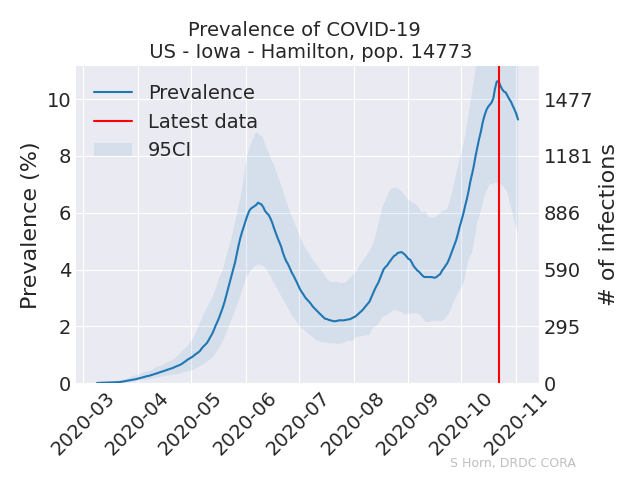 Prevalence of COVID-19
US - Iowa - Hamilton, pop. 14773
Prevalence
Latest data
95CI
Prevalence (%)
10
8
6
4
2
0
1477
1181
886
590
295
0
# of infections
2020-03
2020-04
2020-05
2020-06
2020-07
2020-08
2020-09
2020-10
2020-11
S Horn, DRDC CORA